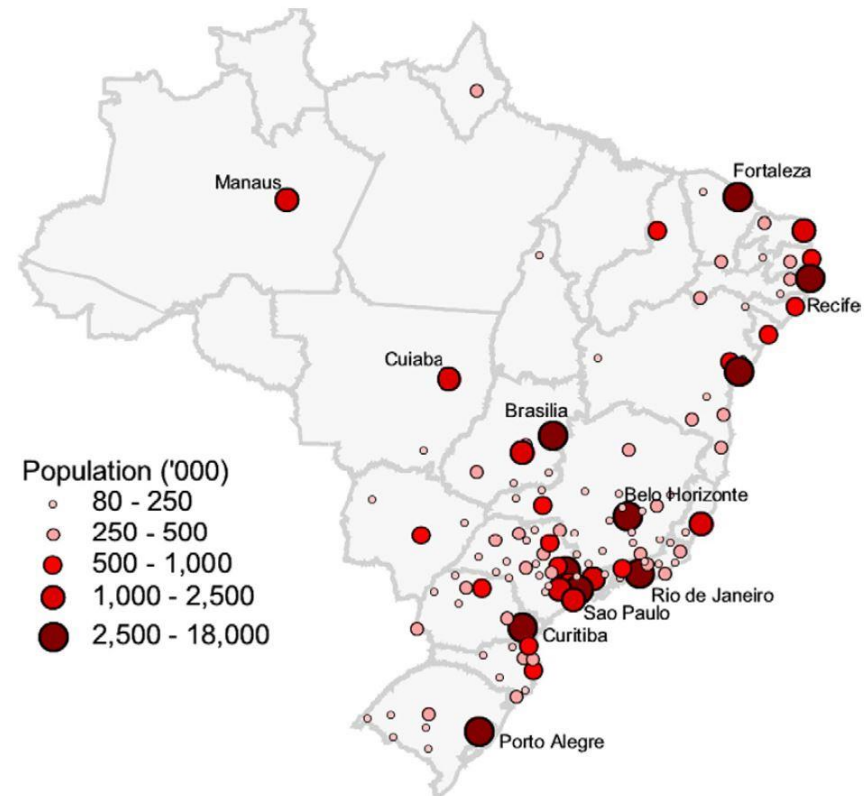 Fortaleza
Manaus
Recife
Cuiaba
Brasilia
Population ('000)
80 - 250
250 - 500
500 - 1,000
1,000 - 2,500
2,500 - 18,000
Belo Horizonte
Rio de Janeiro
Sao Paulo
Curitiba
Porto Alegre